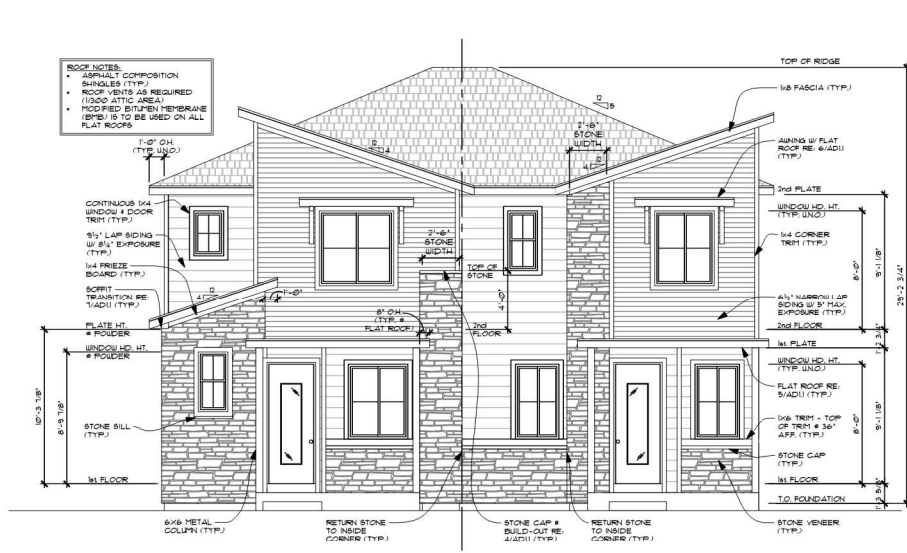 ROOF NOTES:
• ASPHALT COMPOSITION
SHINGLES (TYP.)
• ROOF VENTS AS REQUIRED
(1/300 ATTIC AREA)
• MODIFIED BITUMEN MEMBRANE
(BMB) IS TO BE USED ON ALL
FLAT ROOFS
1'-0" O.H.
(TYP. U.N.O.)
CONTINUOUS 1X4
WINDOW & DOOR
TRIM (TYP.)
9½" LAP SIDING
W/ 8¼" EXPOSURE
(TYP.)
1X4 FRIEZE
BOARD (TYP.)
SOFFIT
TRANSITION RE:
7/AD1.1 (TYP.)
PLATE HT.
@ POWDER
WINDOW HD. HT.
@ POWDER
10'-3 7/8"
8'-9 7/8"
STONE SILL
(TYP.)
1st FLOOR
6X6 METAL
COLUMN (TYP.)
12
4
12
4
1'-0"
8" O.H.
(TYP. @
FLAT ROOF)
2'-6"
STONE
WIDTH
TOP OF
STONE
4'-0"
2nd
FLOOR
2'-6"
STONE
WIDTH
12
5
12
4
RETURN STONE
TO INSIDE
CORNER (TYP.)
STONE CAP @
BUILD-OUT RE:
4/AD1.1 (TYP.)
RETURN STONE
TO INSIDE
CORNER (TYP.)
TOP OF RIDGE
1X8 FASCIA (TYP.)
AWNING W/ FLAT
ROOF RE: 6/AD1.1
(TYP.)
2nd PLATE
WINDOW HD. HT.
(TYP. U.N.O.)
1X4 CORNER
TRIM (TYP.)
8'-0"
9'-1 1/8"
29'-2 3/4"
6½" NARROW LAP
SIDING W/ 5" MAX.
EXPOSURE (TYP.)
2nd FLOOR
1'-2 3/4"
1st PLATE
WINDOW HD. HT.
(TYP. U.N.O.)
FLAT ROOF RE:
5/AD1.1 (TYP.)
1X6 TRIM - TOP
OF TRIM @ 36"
A.F.F. (TYP.)
8'-0"
9'-1 1/8"
STONE CAP
(TYP.)
1st FLOOR
T.O. FOUNDATION
STONE VENEER
(TYP.)